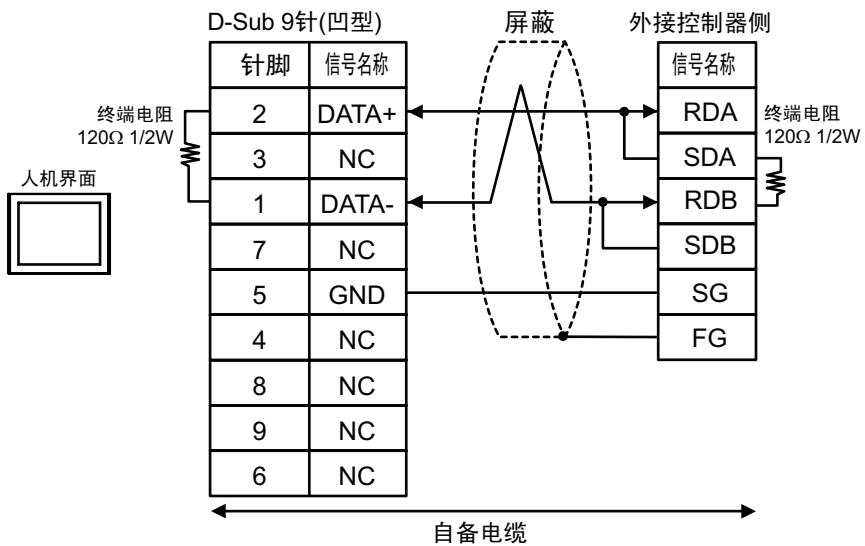 D-Sub 9针(凹型)
屏蔽
外接控制器侧
针脚 信号名称
信号名称
2 DATA+
RDA
终端电阻
120Ω 1/2W
终端电阻
120Ω 1/2W
3 NC
SDA
人机界面
1 DATA-
RDB
7 NC
SDB
5 GND
SG
4 NC
FG
8 NC
9 NC
6 NC
自备电缆